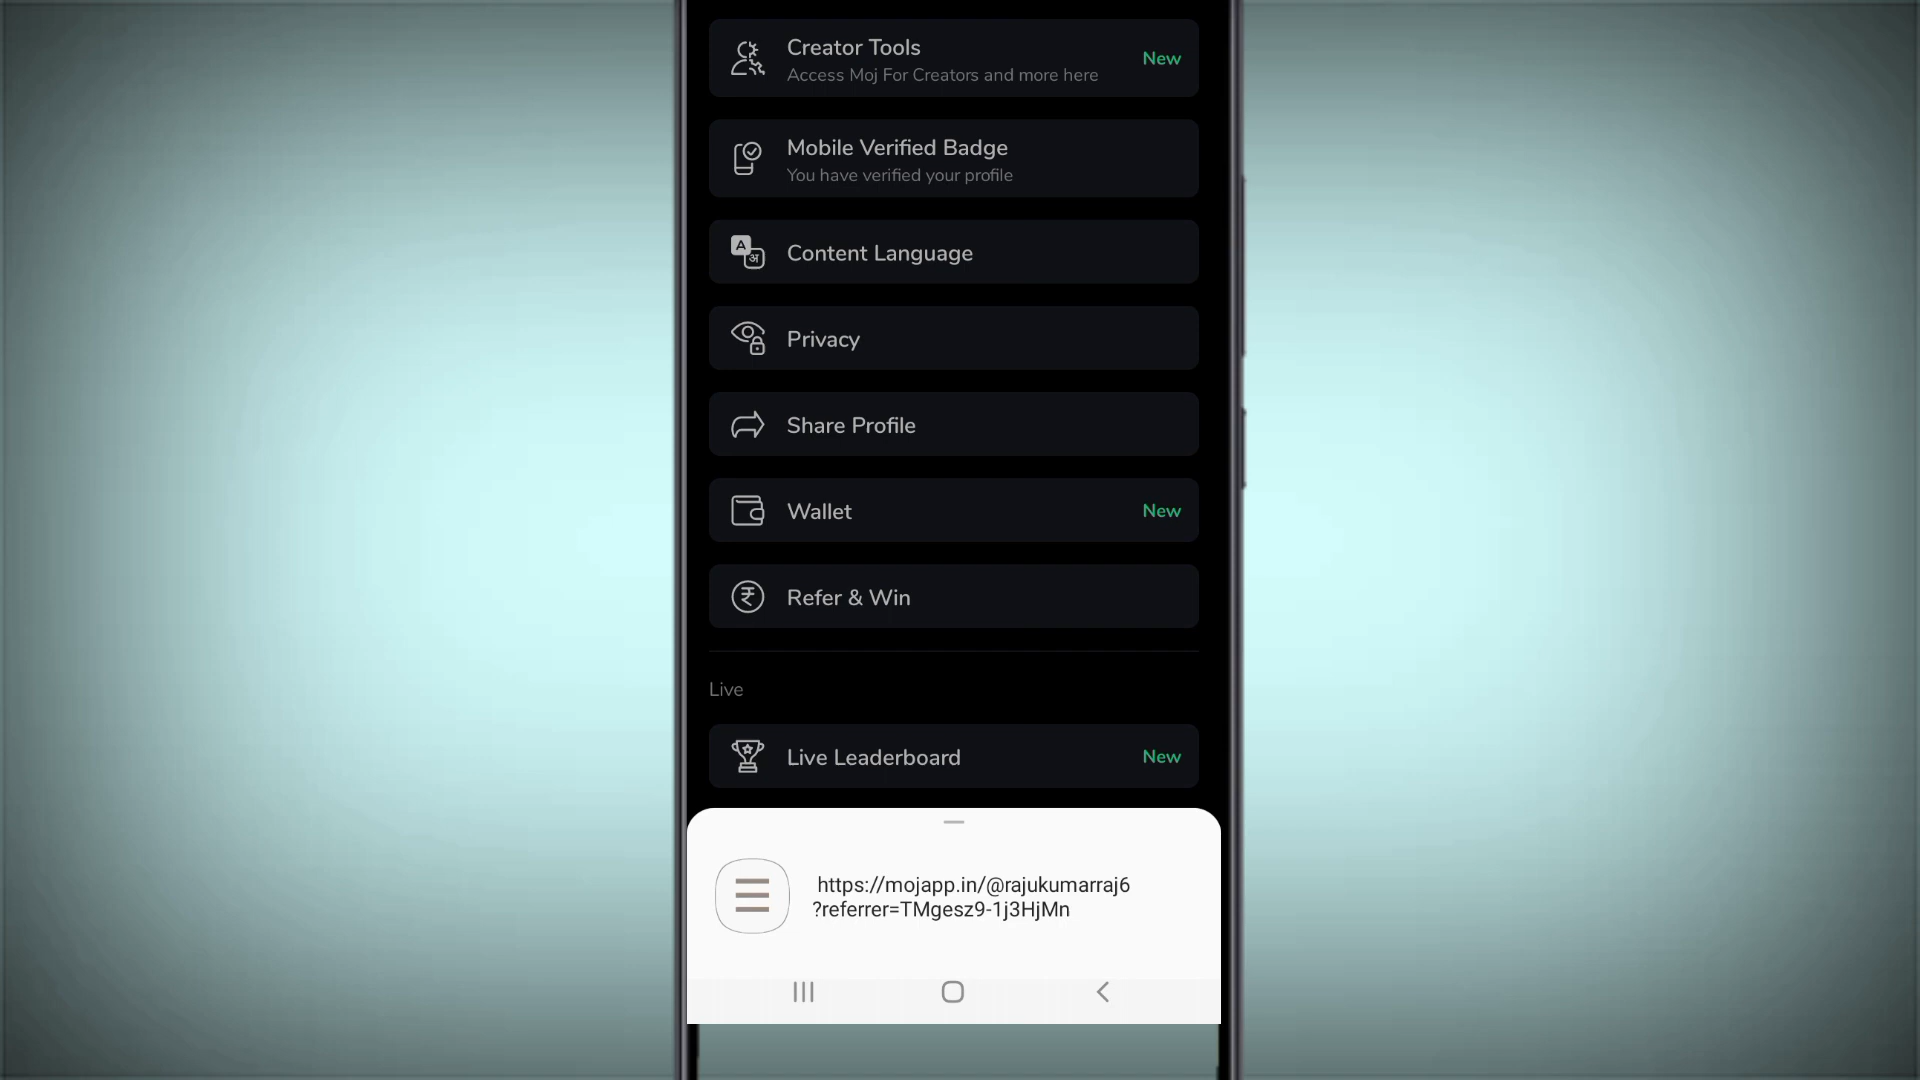 Creator Tools
New
Access Moj For Creators and more here
Mobile Verified Badge
You have verified your profile
A
अ
Content Language
Privacy
Share Profile
Wallet
New
₹
Refer & Win
Live
Live Leaderboard
New
https://mojapp.in/@rajukumarraj6
?referrer=TMgesz9-1j3HjMn